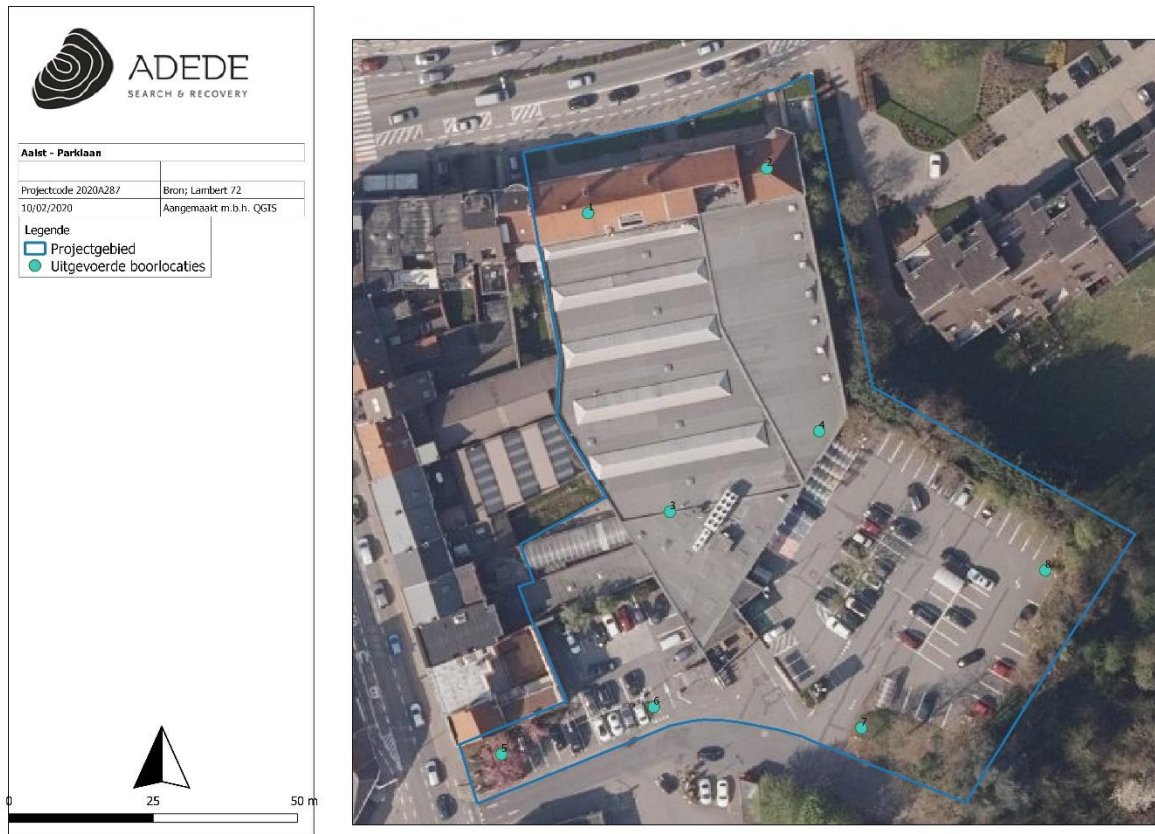 ADEDE
SEARCH & RECOVERY
Aalst - Parklaan
Projectcode 2020A287 Bron; Lambert 72
10/02/2020 Aangemaakt m.b.h. QGIS
Legende
Projectgebied
Uitgevoerde boorlocaties
2
1
4
3
8
6
7
5
0 25 50 m